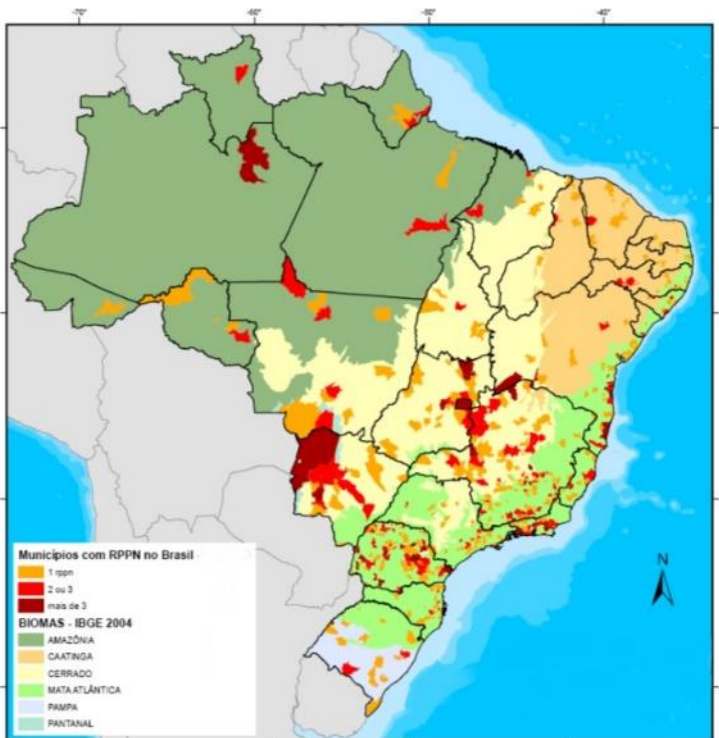 -70°
-60°
-50°
-40°
N
Municípios com RPPN no Brasil
1 rppn
2 ou 3
mais de 3
BIOMAS - IBGE 2004
AMAZÔNIA
CAATINGA
CERRADO
MATA ATLÂNTICA
PAMPA
PANTANAL